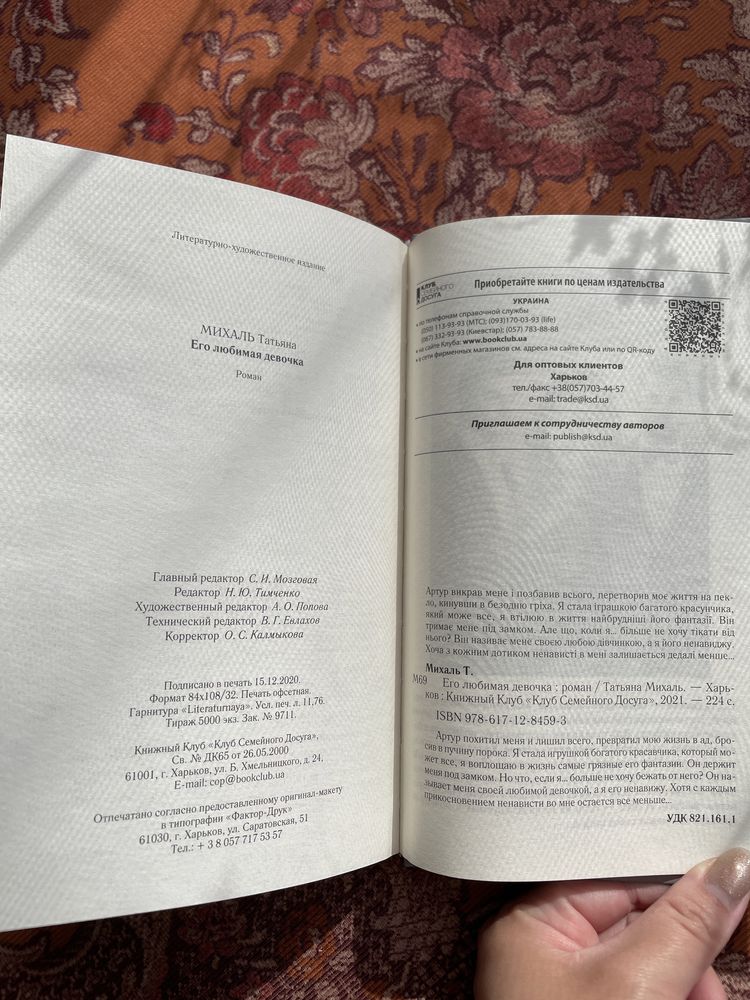 Литературно-художественное издание
МИХАЛЬ Татьяна
Его любимая девочка
Роман
Главный редактор С. И. Мозговая
Редактор Н. Ю. Тимченко
Художественный редактор А. О. Попова
Технический редактор В. Г. Евлахов
Корректор О. С. Калмыкова
Подписано в печать 15.12.2020.
Формат 84x108/32. Печать офсетная.
Гарнитура «Literaturnaya». Усл. печ. л. 11,76.
Тираж 5000 экз. Зак. № 9711.
Книжный Клуб «Клуб Семейного Досуга»,
Св. № ДК65 от 26.05.2000
61001, г. Харьков, ул. Б. Хмельницкого, д. 24,
E-mail: cop@bookclub.ua
Отпечатано согласно предоставленному оригинал-макету
в типографии «Фактор-Друк»
61030, г. Харьков, ул. Саратовская, 51
Тел.: + 3 8 057 717 53 57
КЛУБ
СЕМЕЙНОГО
ДОСУГА
Приобретайте книги по ценам издательства
УКРАИНА
• по телефонам справочной службы
(050) 113-93-93 (МТС); (093)170-03-93 (life)
(067) 332-93-93 (Киевстар); (057) 783-88-88
• на сайте Клуба: www.bookclub.ua
• в сети фирменных магазинов см. адреса на сайте Клуба или по QR-коду
Для оптовых клиентов
Харьков
тел./факс +38(057)703-44-57
e-mail: trade@ksd.ua
Приглашаем к сотрудничеству авторов
e-mail: publish@ksd.ua
Артур викрав мене і позбавив всього, перетворив моє життя на пек-
ло, кинувши в безодню гріха. Я стала іграшкою багатого красунчика,
який може все, я втілюю в життя найбрудніші його фантазії. Він
тримає мене під замком. Але що, коли я... більше не хочу тікати від
нього? Він називає мене своєю любою дівчинкою, а я його ненавиджу.
Хоча з кожним дотиком ненависті в мені залишається дедалі менше...
Михаль Т.
М69 Его любимая девочка : роман / Татьяна Михаль. — Харь-
ков : Книжный Клуб «Клуб Семейного Досуга», 2021. — 224 с.
ISBN 978-617-12-8459-3
Артур похитил меня и лишил всего, превратил мою жизнь в ад, бро-
сив в пучину порока. Я стала игрушкой богатого красавчика, который мо-
жет все, я воплощаю в жизнь самые грязные его фантазии. Он держит
меня под замком. Но что, если я... больше не хочу бежать от него? Он на-
зывает меня своей любимой девочкой, а я его ненавижу. Хотя с каждым
прикосновением ненависти во мне остается все меньше...
УДК 821.161.1